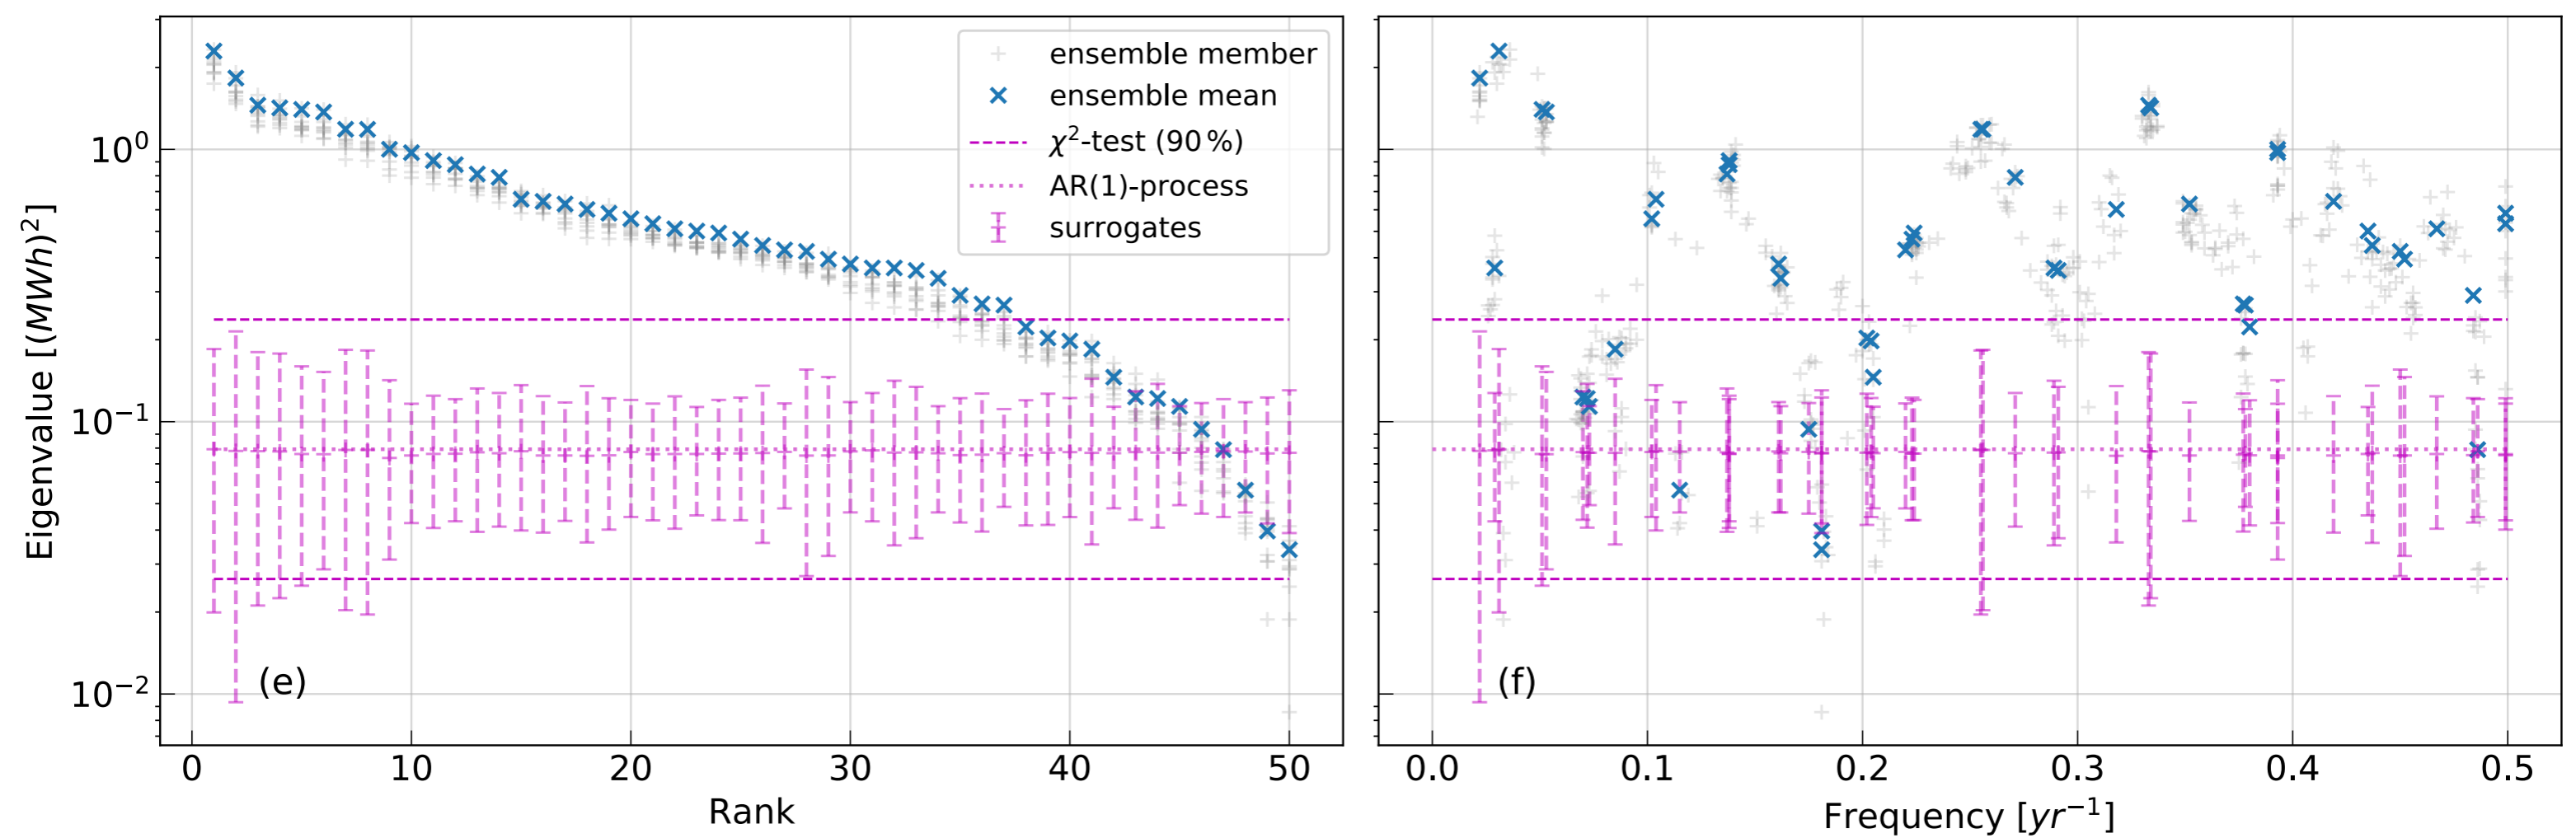 Eigenvalue [(MWh)²]
10⁰
10⁻¹
10⁻²
ensemble member
ensemble mean
χ²-test (90 %)
AR(1)-process
surrogates
(e)
0 10 20 30 40 50
Rank
(f)
0.0 0.1 0.2 0.3 0.4 0.5
Frequency [yr⁻¹]